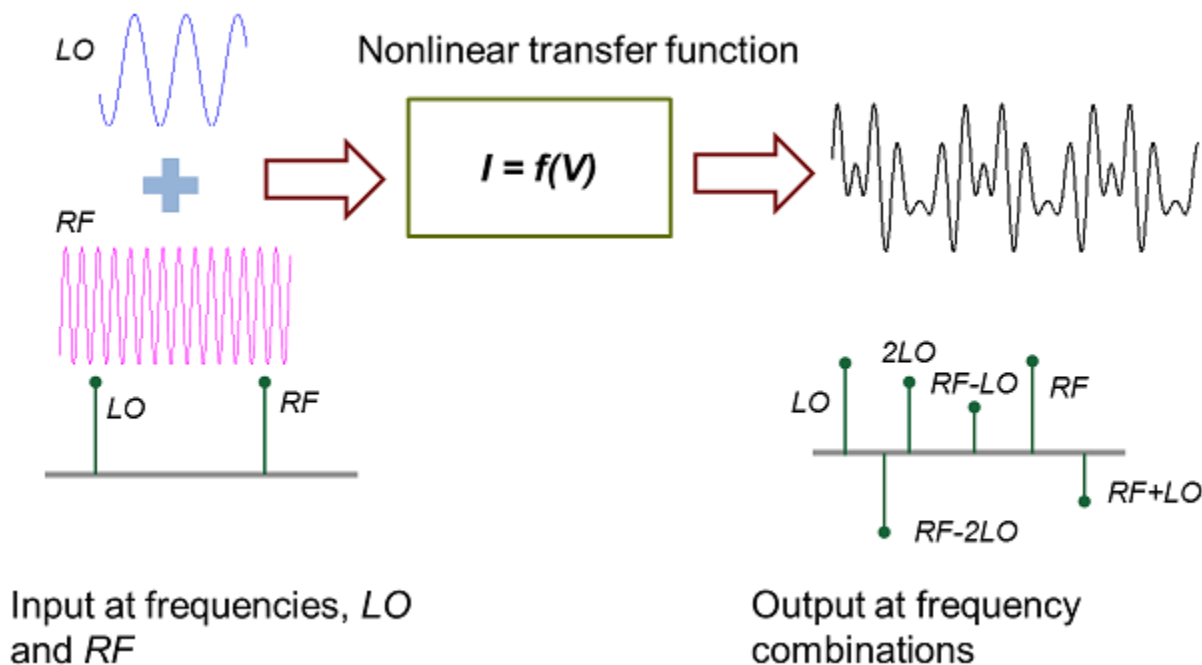 LO
Nonlinear transfer function
I = f(V)
RF
LO
RF
2LO
RF-LO
RF
LO
RF+LO
RF-2LO
Input at frequencies, LO
and RF
Output at frequency
combinations